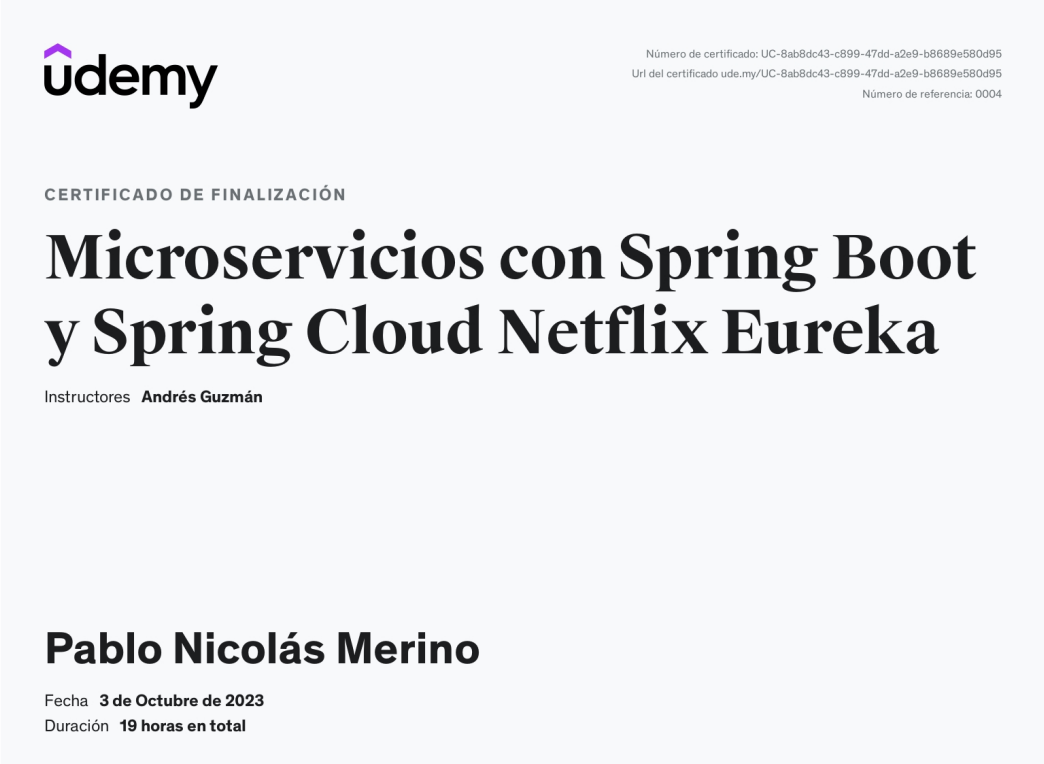 udemy
Número de certificado: UC-8ab8dc43-c899-47dd-a2e9-b8689e580d95
Url del certificado ude.my/UC-8ab8dc43-c899-47dd-a2e9-b8689e580d95
Número de referencia: 0004
CERTIFICADO DE FINALIZACIÓN
Microservicios con Spring Boot
y Spring Cloud Netflix Eureka
Instructores Andrés Guzmán
Pablo Nicolás Merino
Fecha 3 de Octubre de 2023
Duración 19 horas en total